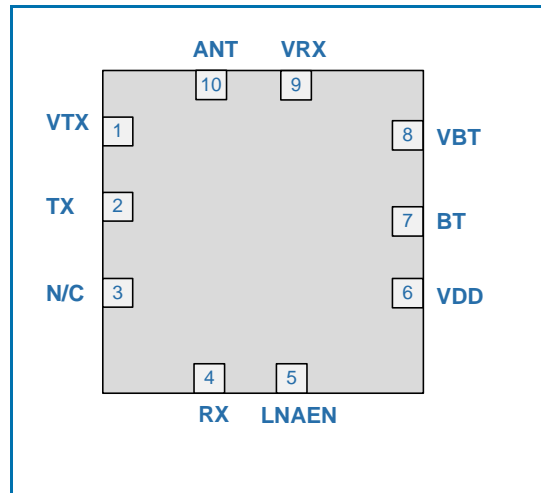 ANT VRX
10 9
VTX 1 8 VBT
TX 2 7 BT
N/C 3 6 VDD
4 5
RX LNAEN